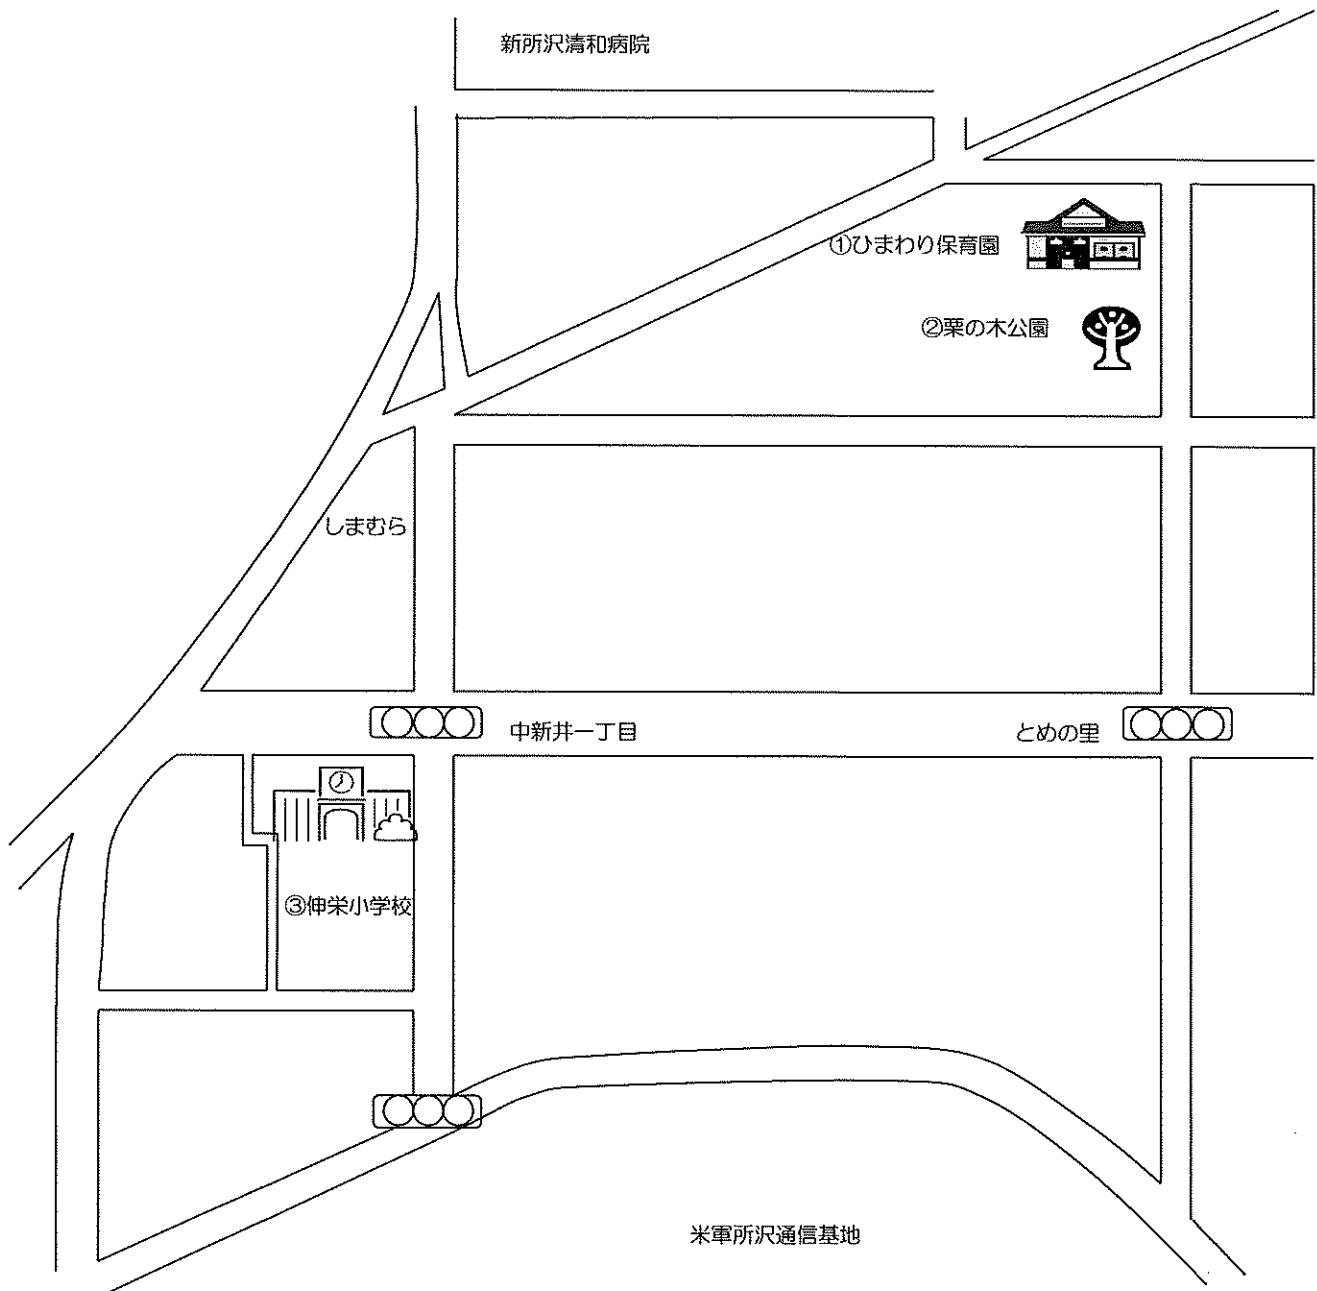 新所沢清和病院
①ひまわり保育園
②栗の木公園
しまむら
中新井一丁目
とめの里
③伸栄小学校
米軍所沢通信基地